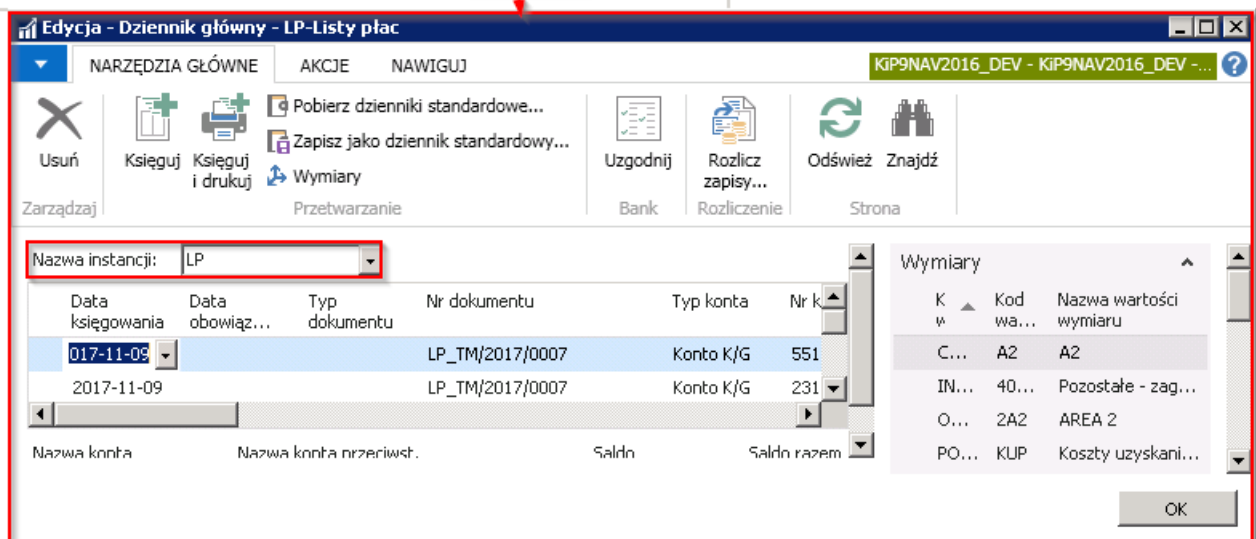 Edycja - Dziennik główny - LP-Listy płac
NARZĘDZIA GŁÓWNE AKCJE NAWIGUJ KiP9NAV2016_DEV - KiP9NAV2016_DEV -... ?
Usuń
Księguj
Księguj i drukuj
Pobierz dzienniki standardowe...
Zapisz jako dziennik standardowy...
Wymiary
Uzgodnij
Rozlicz zapisy...
Odśwież
Znajdź
Zarządzaj Przetwarzanie Bank Rozliczenie Strona
Nazwa instancji: LP
Data księgowania Data obowiąz... Typ dokumentu Nr dokumentu Typ konta Nr k
017-11-09 LP_TM/2017/0007 Konto K/G 551
2017-11-09 LP_TM/2017/0007 Konto K/G 231
Nazwa konta Nazwa konta przeciwst. Saldo Saldo razem
Wymiary
K w Kod wa... Nazwa wartości wymiaru
C... A2 A2
IN... 40... Pozostałe - zag...
O... 2A2 AREA 2
PO... KUP Koszty uzyskani...
OK